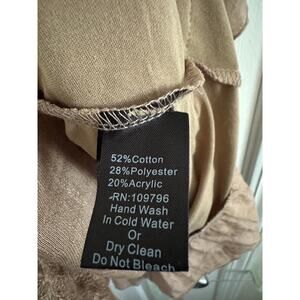 52%Cotton
28%Polyester
20%Acrylic
RN:109796
Hand Wash
In Cold Water
Or
Dry Clean
Do Not Bleach